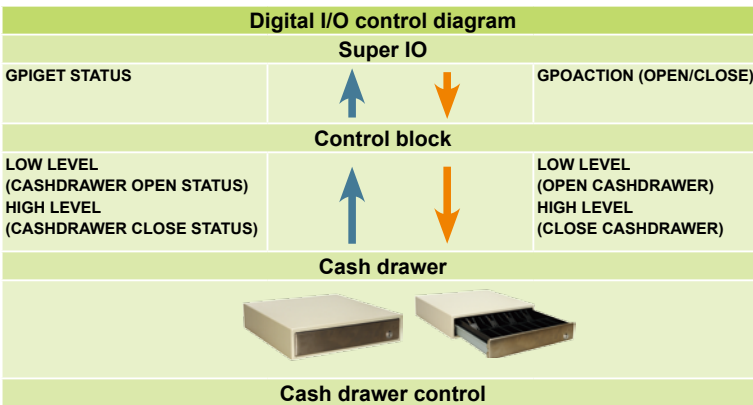 Digital I/O control diagram
Super IO
GPIGET STATUS
GPOACTION (OPEN/CLOSE)
Control block
LOW LEVEL
(CASHDRAWER OPEN STATUS)
HIGH LEVEL
(CASHDRAWER CLOSE STATUS)
LOW LEVEL
(OPEN CASHDRAWER)
HIGH LEVEL
(CLOSE CASHDRAWER)
Cash drawer
Cash drawer control